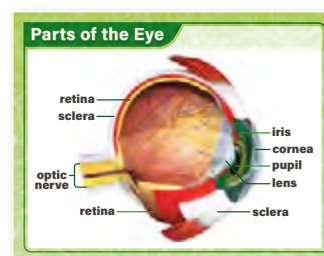 Parts of the Eye
retina
sclera
optic
nerve
retina
iris
cornea
pupil
lens
sclera